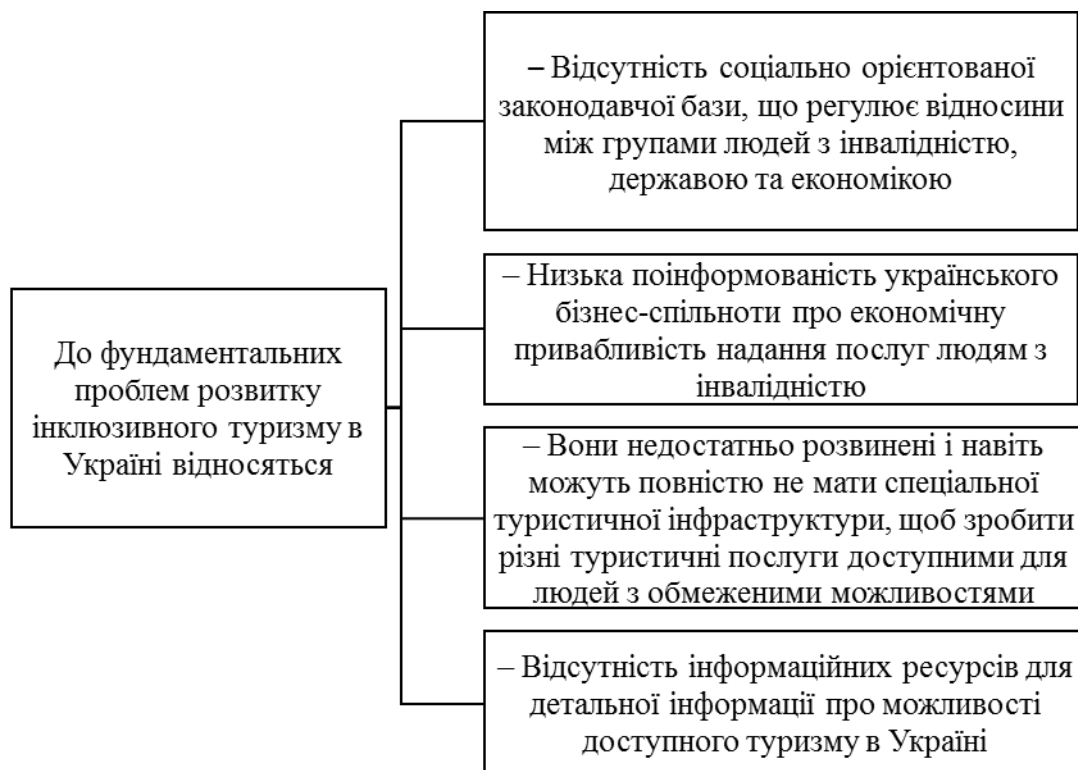 До фундаментальних
проблем розвитку
інклюзивного туризму в
Україні відносяться
– Відсутність соціально орієнтованої
законодавчої бази, що регулює відносини
між групами людей з інвалідністю,
державою та економікою
– Низька поінформованість українського
бізнес-спільноти про економічну
привабливість надання послуг людям з
інвалідністю
– Вони недостатньо розвинені і навіть
можуть повністю не мати спеціальної
туристичної інфраструктури, щоб зробити
різні туристичні послуги доступними для
людей з обмеженими можливостями
– Відсутність інформаційних ресурсів для
детальної інформації про можливості
доступного туризму в Україні